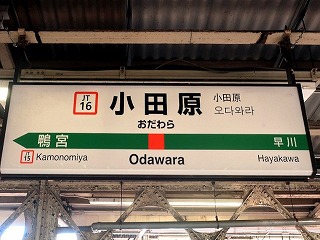 JT
16
小田原
小田原
오다와라
おだわら
鴨宮
早川
JT
15
Kamonomiya
Odawara
Hayakawa